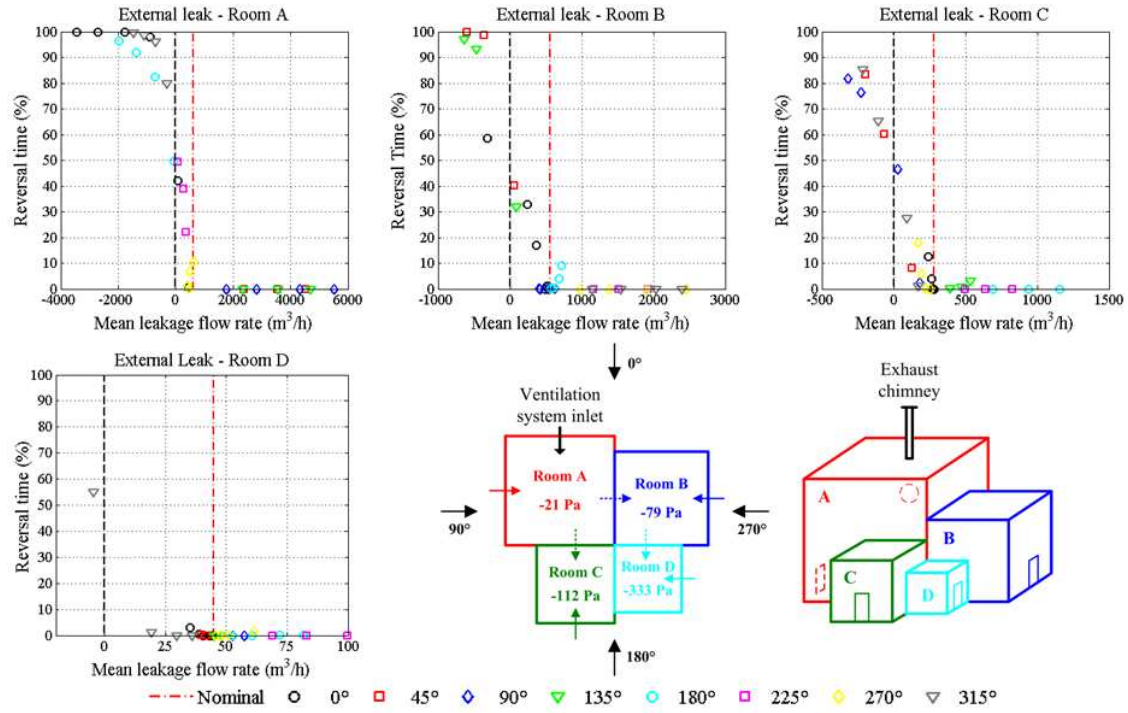 External leak - Room A
Reversal time (%)
100
90
80
70
60
50
40
30
20
10
0
-4000 -2000 0 2000 4000 6000
Mean leakage flow rate (m³/h)
External leak - Room B
Reversal Time (%)
100
90
80
70
60
50
40
30
20
10
0
-1000 0 1000 2000 3000
Mean leakage flow rate (m³/h)
External leak - Room C
Reversal time (%)
100
90
80
70
60
50
40
30
20
10
0
-500 0 500 1000 1500
Mean leakage flow rate (m³/h)
External Leak - Room D
Reversal time (%)
100
90
80
70
60
50
40
30
20
10
0
0 25 50 75 100
Mean leakage flow rate (m³/h)
0°
Ventilation
system inlet
Room A
-21 Pa
Room B
-79 Pa
90°
270°
Room C
-112 Pa
Room D
-333 Pa
180°
Exhaust
chimney
A
B
C
D
Nominal 0° 45° 90° 135° 180° 225° 270° 315°